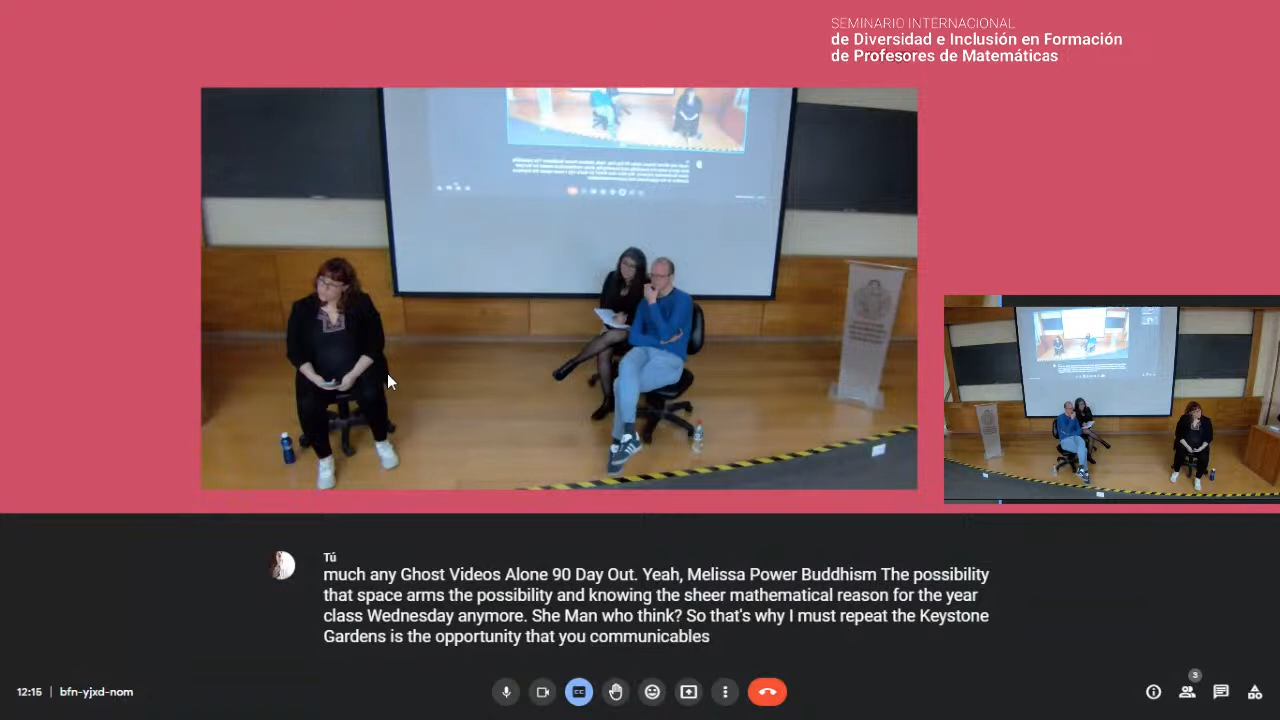 SEMINARIO INTERNACIONAL
de Diversidad e Inclusión en Formación
de Profesores de Matemáticas
Tú
much any Ghost Videos Alone 90 Day Out. Yeah, Melissa Power Buddhism The possibility
that space arms the possibility and knowing the sheer mathematical reason for the year
class Wednesday anymore. She Man who think? So that's why I must repeat the Keystone
Gardens is the opportunity that you communicables
12:15 | bfn-yjxd-nom
CC
3